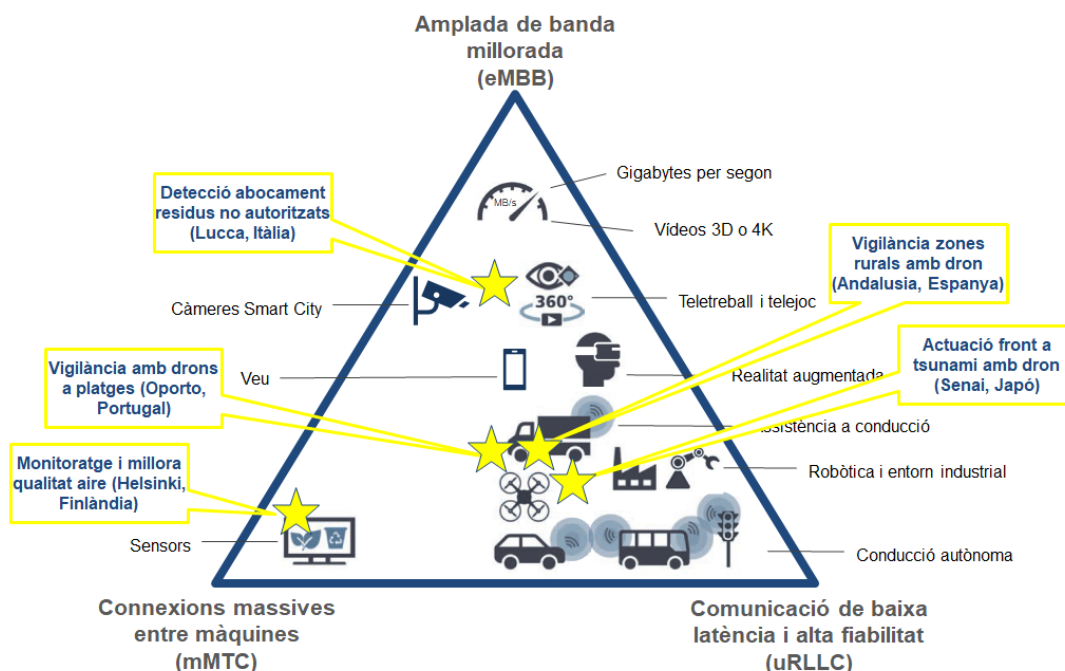 Amplada de banda
millorada
(eMBB)
Gigabytes per segon
MB/s
Vídeos 3D o 4K
Detecció abocament
residus no autoritzats
(Lucca, Itàlia)
Vigilància zones
rurals amb dron
(Andalusia, Espanya)
360°
Càmeres Smart City
Teletreball i telejoc
Vigilància amb drons
a platges (Oporto,
Portugal)
Veu
Realitat augmentada
Actuació front a
tsunami amb dron
(Senai, Japó)
ssistència a conducció
Monitoratge i millora
qualitat aire (Helsinki,
Finlàndia)
Robòtica i entorn industrial
Sensors
Conducció autònoma
Connexions massives
entre màquines
(mMTC)
Comunicació de baixa
latència i alta fiabilitat
(uRLLC)